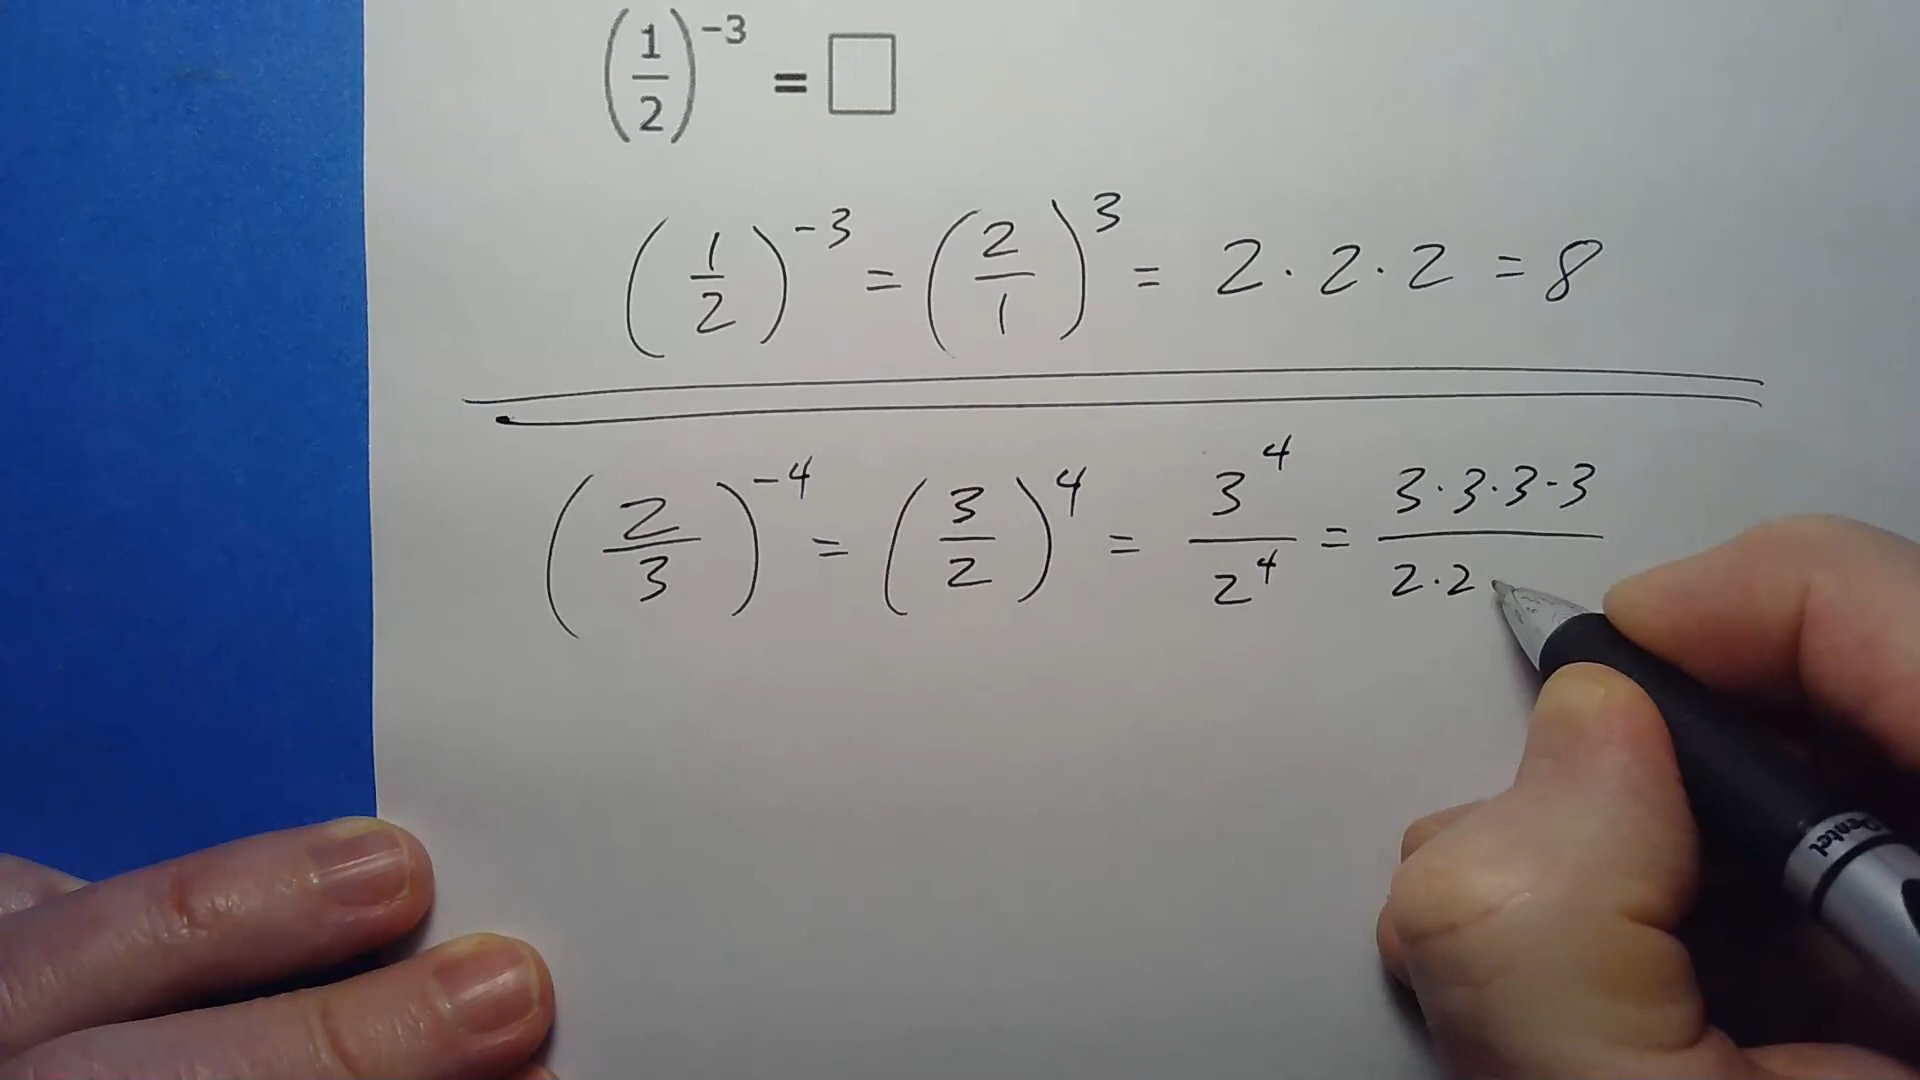 (1/2)^-3 = □
(1/2)^-3 = (2/1)^3 = 2 · 2 · 2 = 8
(2/3)^-4 = (3/2)^4 = 3^4/2^4 = 3·3·3·3/2·2·
Pentel